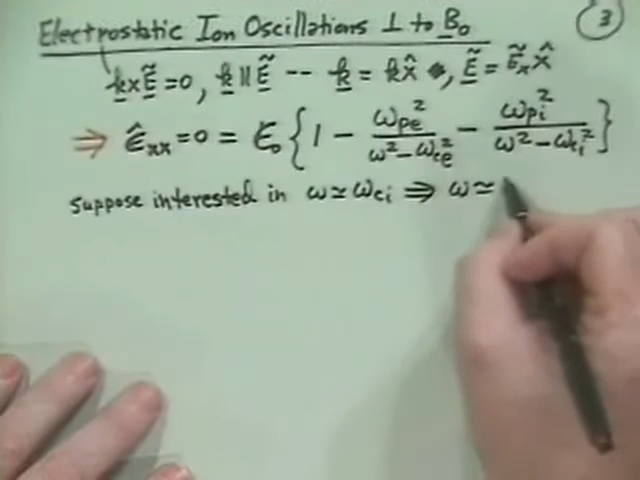 Electrostatic Ion Oscillations ⊥ to B₀ 3
k x Ẽ = 0, k ∥ Ẽ -- k = kx̂, Ẽ = Ẽₓx̂
⇒ ε̂ₓₓ = 0 = ε₀ { 1 - ωpe² / (ω² - ωce²) - ωpi² / (ω² - ωci²) }
suppose interested in ω ≃ ωci ⇒ ω ≃